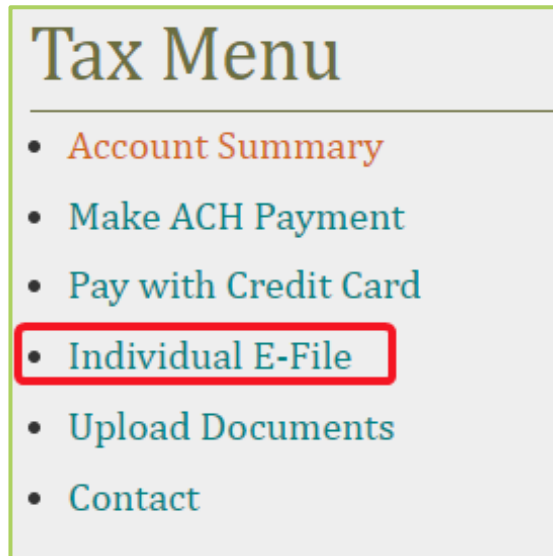 Tax Menu
Account Summary
Make ACH Payment
Pay with Credit Card
Individual E-File
Upload Documents
Contact